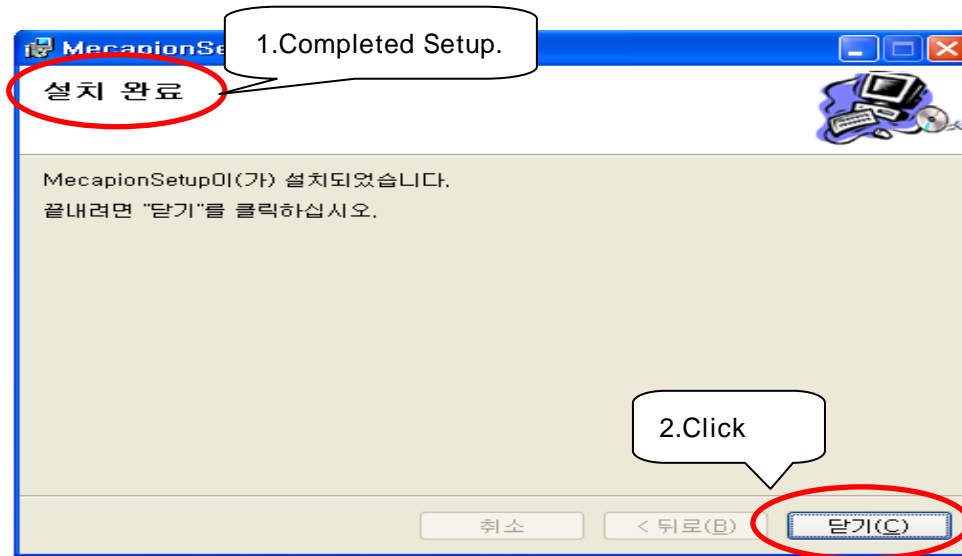 MecapionSe
1.Completed Setup.
설치 완료
MecapionSetup이(가) 설치되었습니다.
끝내려면 "닫기"를 클릭하십시오.
2.Click
취소
< 뒤로(B)
닫기(C)